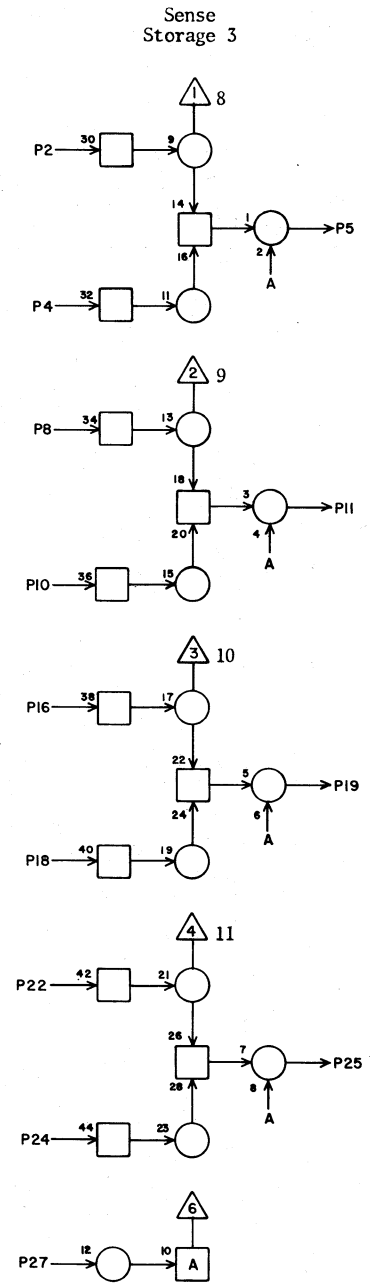 Sense
Storage 3
1 8
P2 30 9
14 1 P5
16 2
A
P4 32 11
2 9
P8 34 13
18 3 P11
20 4
A
P10 36 15
3 10
P16 38 17
22 5 P19
24 6
A
P18 40 19
4 11
P22 42 21
26 7 P25
28 8
A
P24 44 23
6
P27 12 10 A